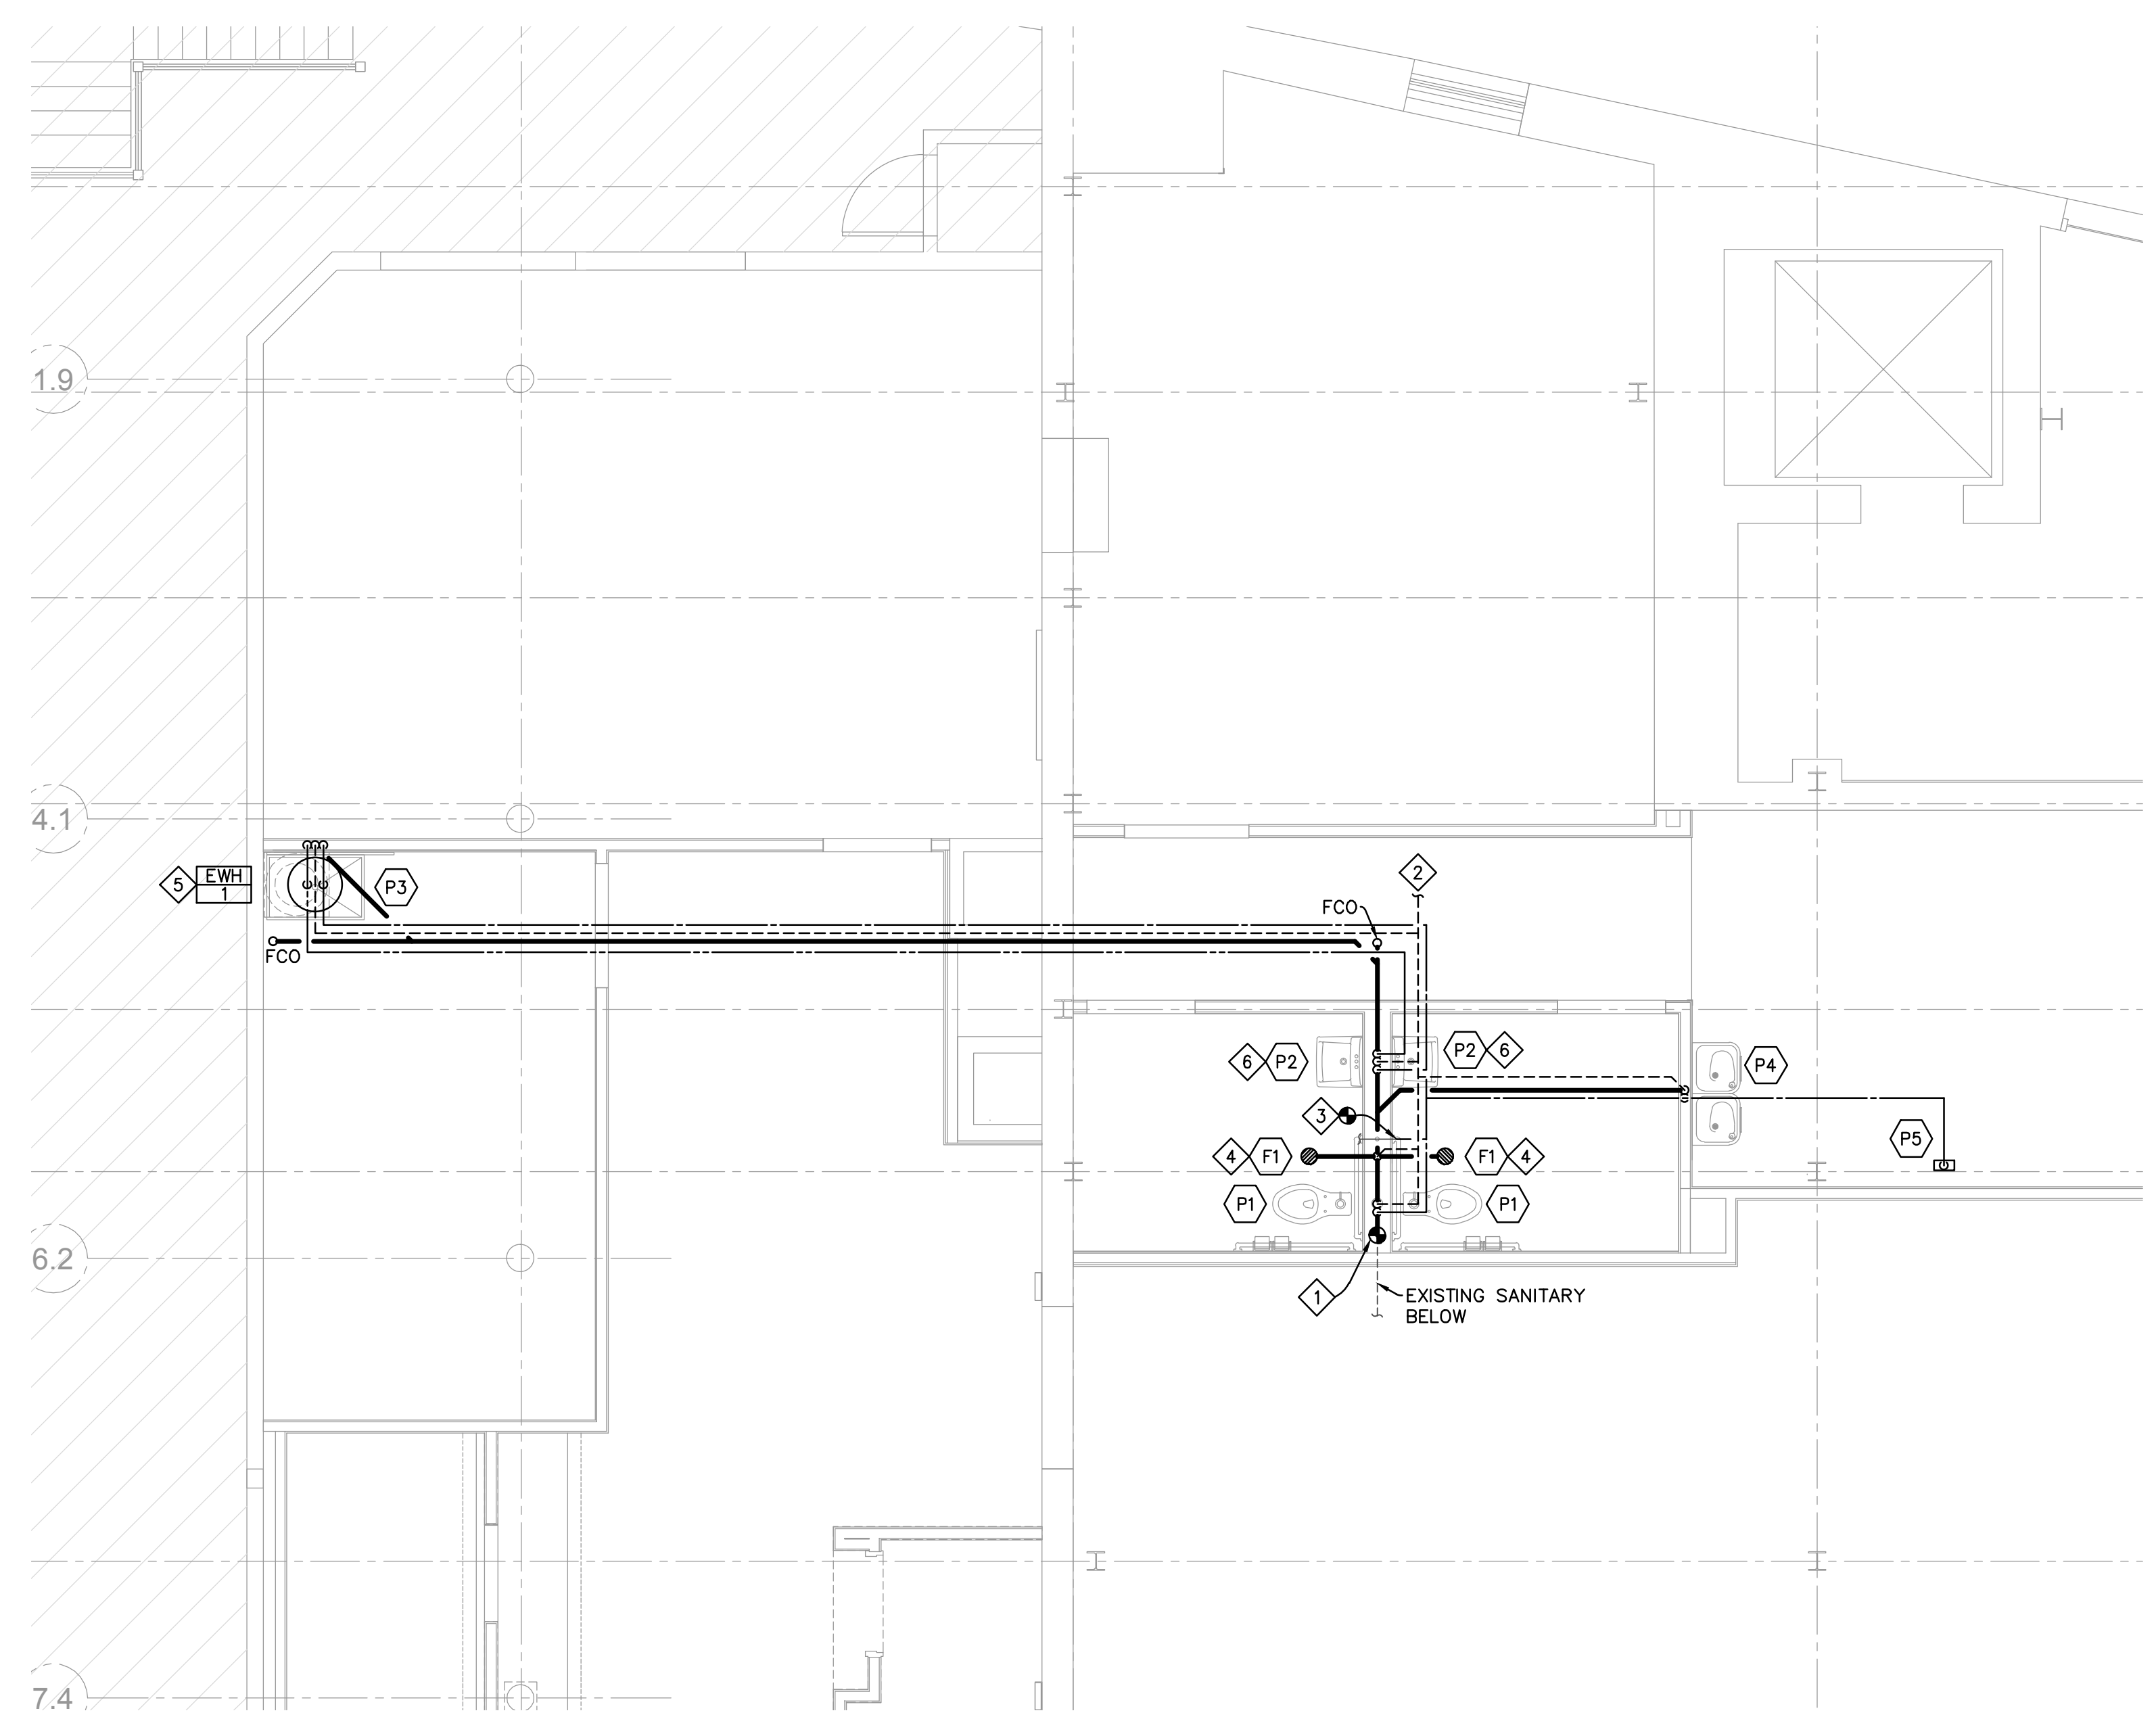 1.9
4.1
5
EWH
1
P3
2
FCO
FCO
6
P2
P2
6
P4
3
4
F1
F1
4
P5
P1
P1
6.2
1
EXISTING SANITARY
BELOW
7.4